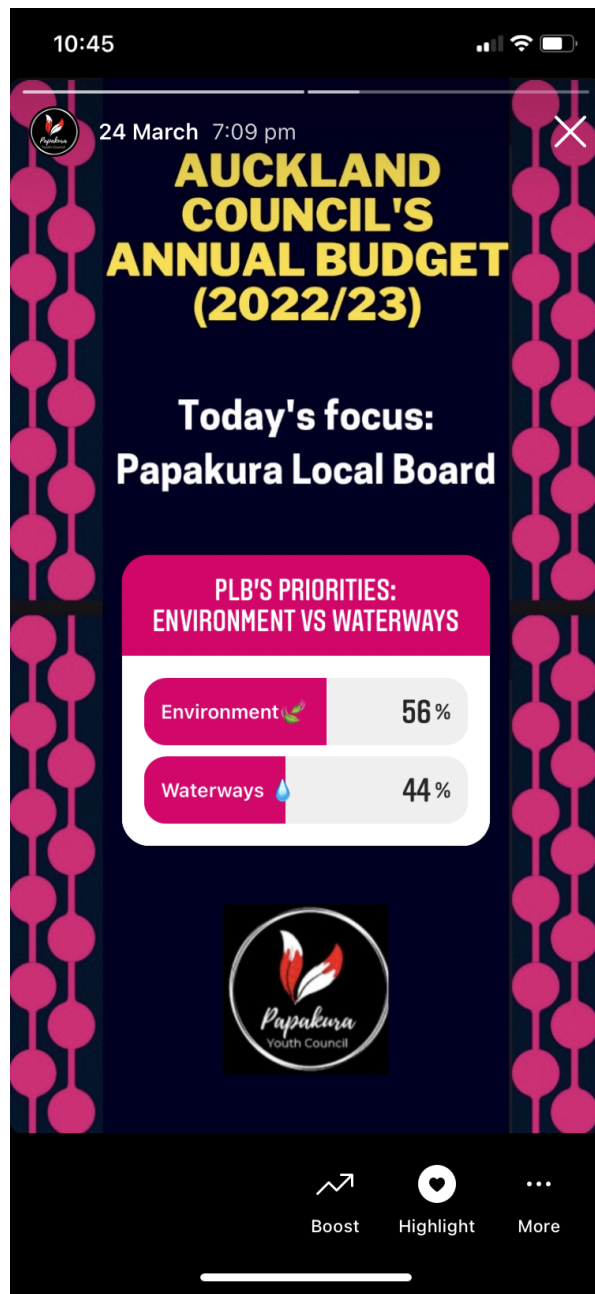 10:45
24 March 7:09 pm
AUCKLAND
COUNCIL'S
ANNUAL BUDGET
(2022/23)
Today's focus:
Papakura Local Board
PLB'S PRIORITIES:
ENVIRONMENT VS WATERWAYS
Environment 56%
Waterways 44%
Papakura
Youth Council
Boost Highlight More